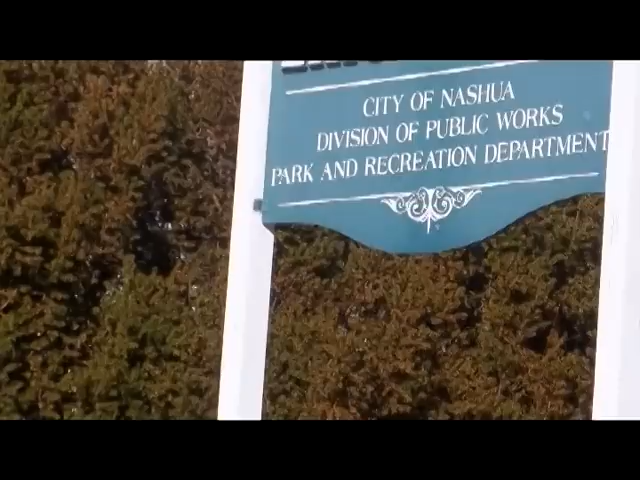 CITY OF NASHUA
DIVISION OF PUBLIC WORKS
PARK AND RECREATION DEPARTMENT